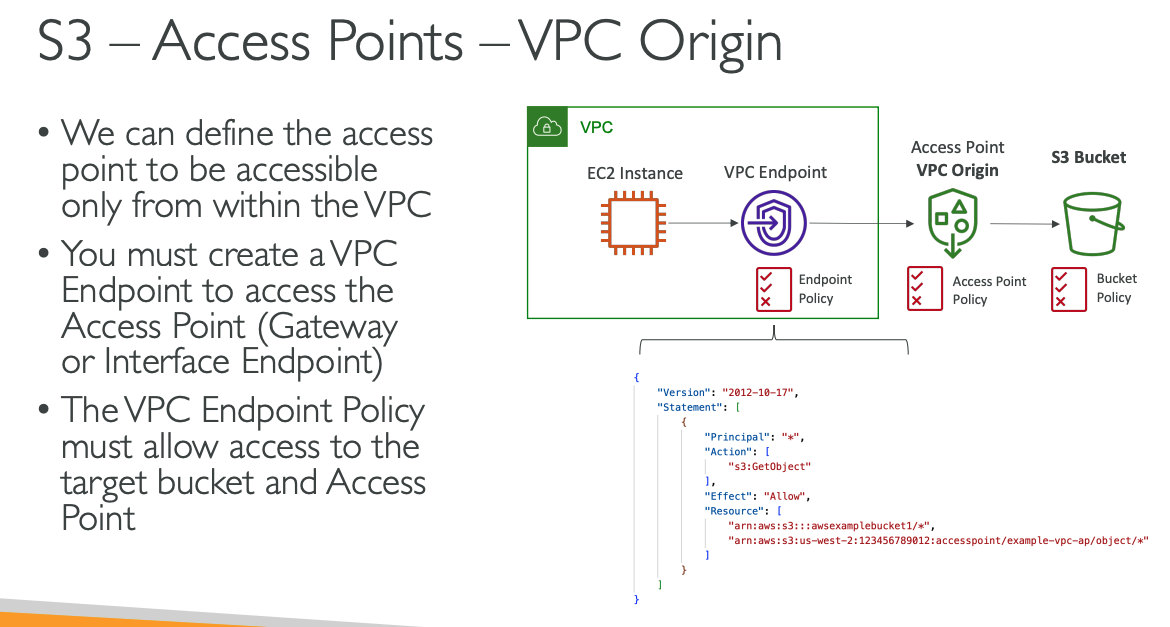 S3 – Access Points – VPC Origin
• We can define the access
point to be accessible
only from within the VPC
• You must create a VPC
Endpoint to access the
Access Point (Gateway
or Interface Endpoint)
• The VPC Endpoint Policy
must allow access to the
target bucket and Access
Point
VPC
EC2 Instance
VPC Endpoint
Access Point
VPC Origin
S3 Bucket
Endpoint
Policy
Access Point
Policy
Bucket
Policy
{
"Version": "2012-10-17",
"Statement": [
{
"Principal": "*",
"Action": [
"s3:GetObject"
],
"Effect": "Allow",
"Resource": [
"arn:aws:s3:::awsexamplebucket1/*",
"arn:aws:s3:us-west-2:123456789012:accesspoint/example-vpc-ap/object/*"
]
}
]
}